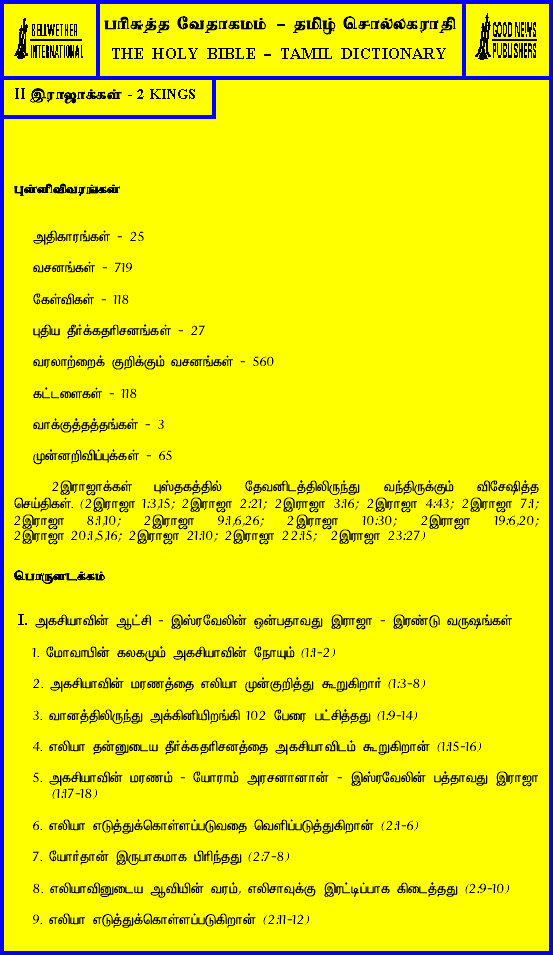 BELLWETHER
INTERNATIONAL
பரிசுத்த வேதாகமம் – தமிழ் சொல்லகராதி
THE HOLY BIBLE – TAMIL DICTIONARY
GOOD NEWS
PUBLISHERS
II இராஜாக்கள் - 2 KINGS
புள்ளிவிவரங்கள்
அதிகாரங்கள் - 25
வசனங்கள் - 719
கேள்விகள் - 118
புதிய தீர்க்கதரிசனங்கள் - 27
வரலாற்றைக் குறிக்கும் வசனங்கள் - 560
கட்டளைகள் - 118
வாக்குத்தத்தங்கள் - 3
முன்னறிவிப்புக்கள் - 65
2இராஜாக்கள் புஸ்தகத்தில் தேவனிடத்திலிருந்து வந்திருக்கும் விசேஷித்த
செய்திகள். (2இராஜா 1:3,15; 2இராஜா 2:21; 2இராஜா 3:16; 2இராஜா 4:43; 2இராஜா 7:1;
2இராஜா 8:1,10; 2இராஜா 9:1,6,26; 2இராஜா 10:30; 2இராஜா 19:6,20;
2இராஜா 20:1,5,16; 2இராஜா 21:10; 2இராஜா 22:15; 2இராஜா 23:27)
பொருளடக்கம்
I. அகசியாவின் ஆட்சி - இஸ்ரவேலின் ஒன்பதாவது இராஜா - இரண்டு வருஷங்கள்
1. மோவாபின் கலகமும் அகசியாவின் நோயும் (1:1-2)
2. அகசியாவின் மரணத்தை எலியா முன்குறித்து கூறுகிறார் (1:3-8)
3. வானத்திலிருந்து அக்கினியிறங்கி 102 பேரை பட்சித்தது (1:9-14)
4. எலியா தன்னுடைய தீர்க்கதரிசனத்தை அகசியாவிடம் கூறுகிறான் (1:15-16)
5. அகசியாவின் மரணம் - யோராம் அரசனானான் - இஸ்ரவேலின் பத்தாவது இராஜா
(1:17-18)
6. எலியா எடுத்துக்கொள்ளப்படுவதை வெளிப்படுத்துகிறான் (2:1-6)
7. யோர்தான் இருபாகமாக பிரிந்தது (2:7-8)
8. எலியாவினுடைய ஆவியின் வரம், எலிசாவுக்கு இரட்டிப்பாக கிடைத்தது (2:9-10)
9. எலியா எடுத்துக்கொள்ளப்படுகிறான் (2:11-12)